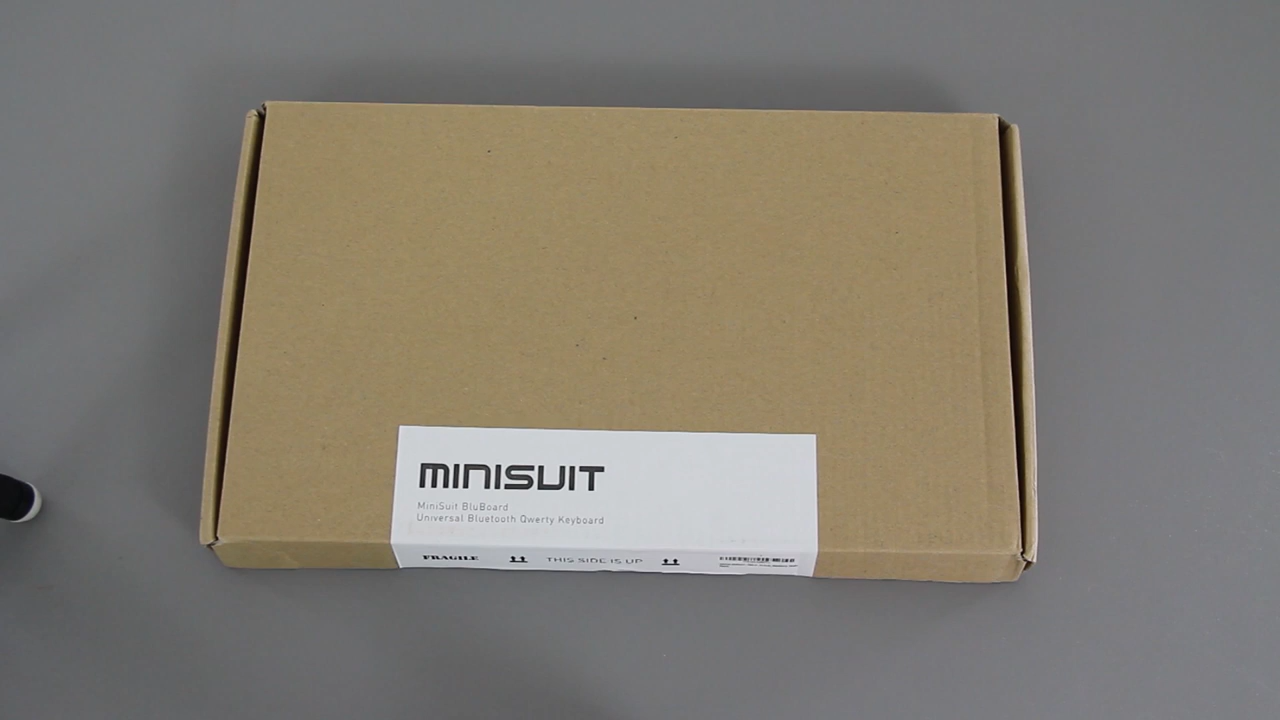 MINISUIT
MiniSuit BluBoard
Universal Bluetooth Qwerty Keyboard
FRAGILE THIS SIDE IS UP